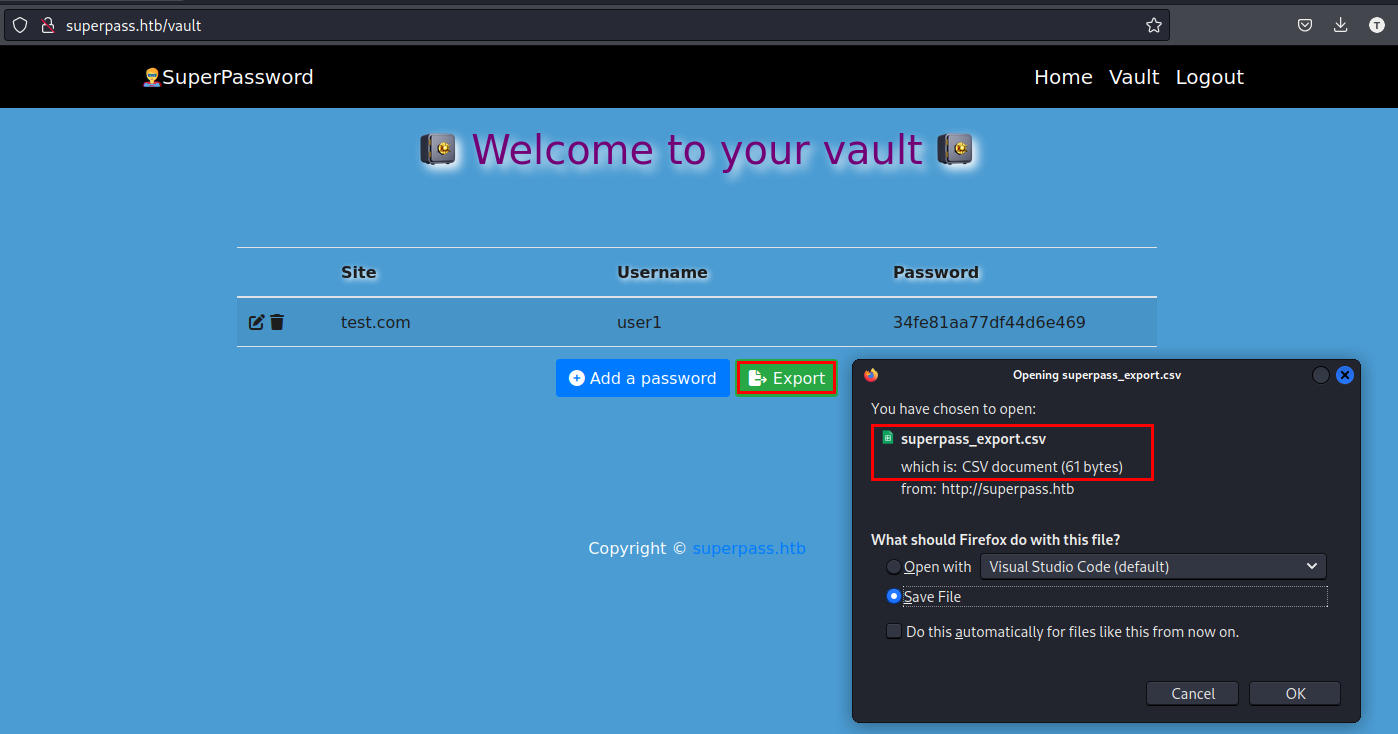 superpass.htb/vault
T
SuperPassword Home Vault Logout
Welcome to your vault
Site Username Password
test.com user1 34fe81aa77df44d6e469
Add a password Export
Opening superpass_export.csv
You have chosen to open:
superpass_export.csv
which is: CSV document (61 bytes)
from: http://superpass.htb
What should Firefox do with this file?
Open with Visual Studio Code (default)
Save File
Do this automatically for files like this from now on.
Cancel OK
Copyright © superpass.htb